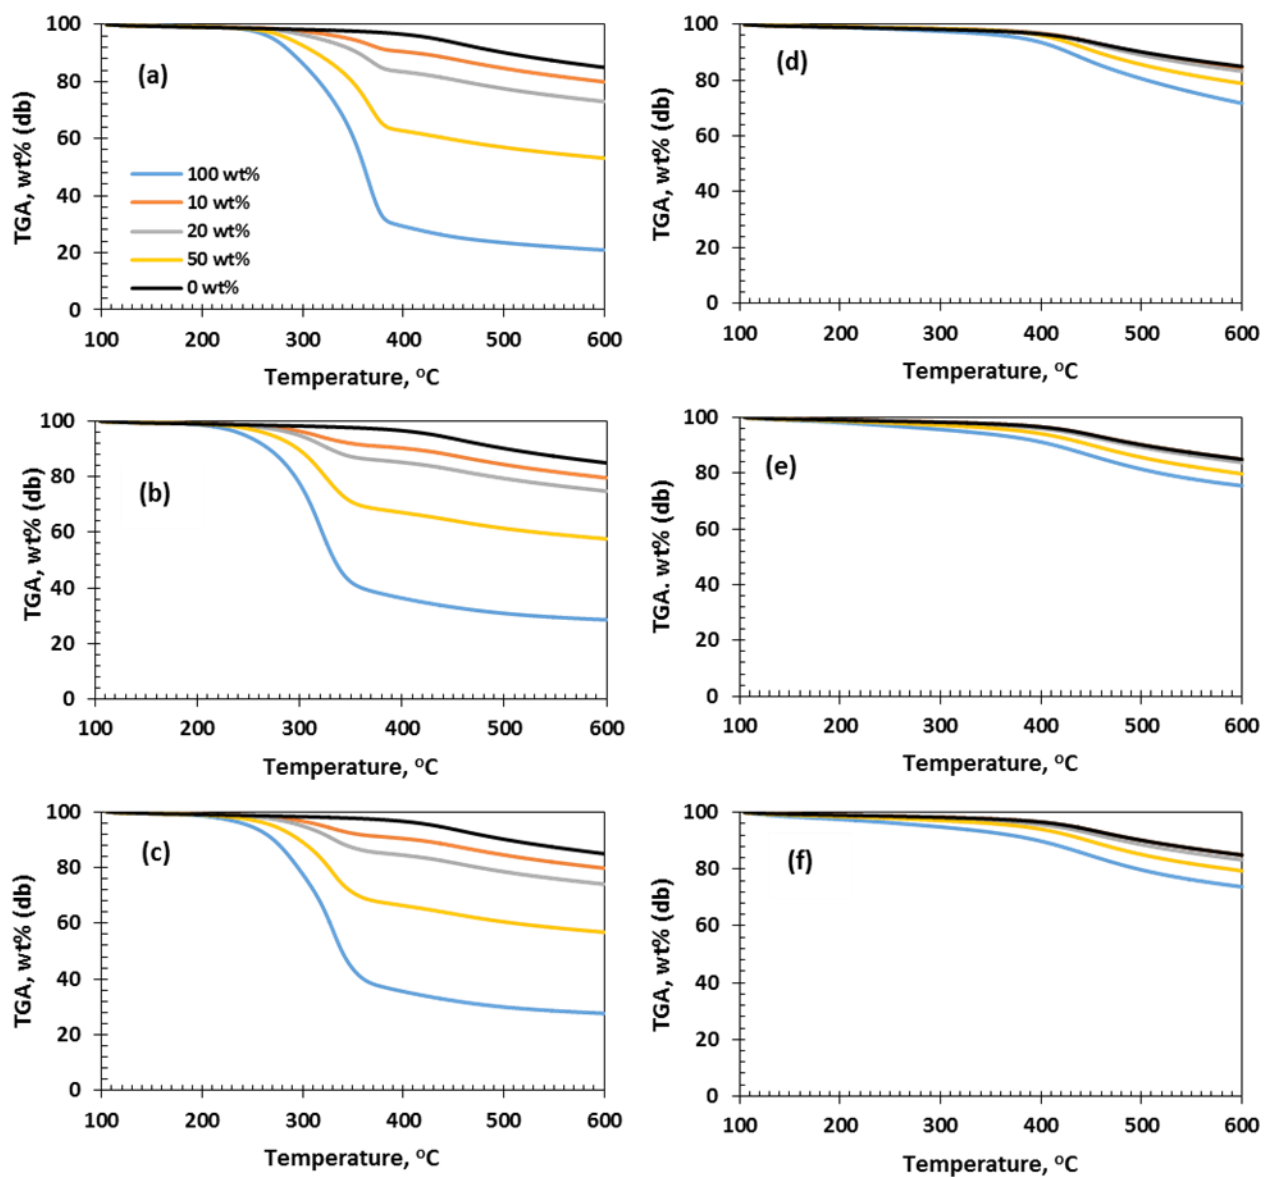 100
80
60
40
20
0
TGA, wt% (db)
(a)
100 wt%
10 wt%
20 wt%
50 wt%
0 wt%
100 200 300 400 500 600
Temperature, °C
100
80
60
40
20
0
TGA, wt% (db)
(d)
100 200 300 400 500 600
Temperature, °C
100
80
60
40
20
0
TGA, wt% (db)
(b)
100 200 300 400 500 600
Temperature, °C
100
80
60
40
20
0
TGA. wt% (db)
(e)
100 200 300 400 500 600
Temperature, °C
100
80
60
40
20
0
TGA, wt% (db)
(c)
100 200 300 400 500 600
Temperature, °C
100
80
60
40
20
0
TGA, wt% (db)
(f)
100 200 300 400 500 600
Temperature, °C